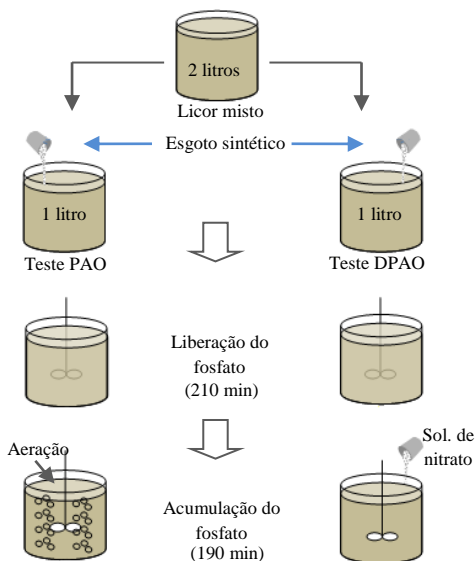 2 litros
Licor misto
Esgoto sintético
1 litro
1 litro
Teste PAO
Teste DPAO
Liberação do
fosfato
(210 min)
Aeração
Sol. de
nitrato
Acumulação do
fosfato
(190 min)